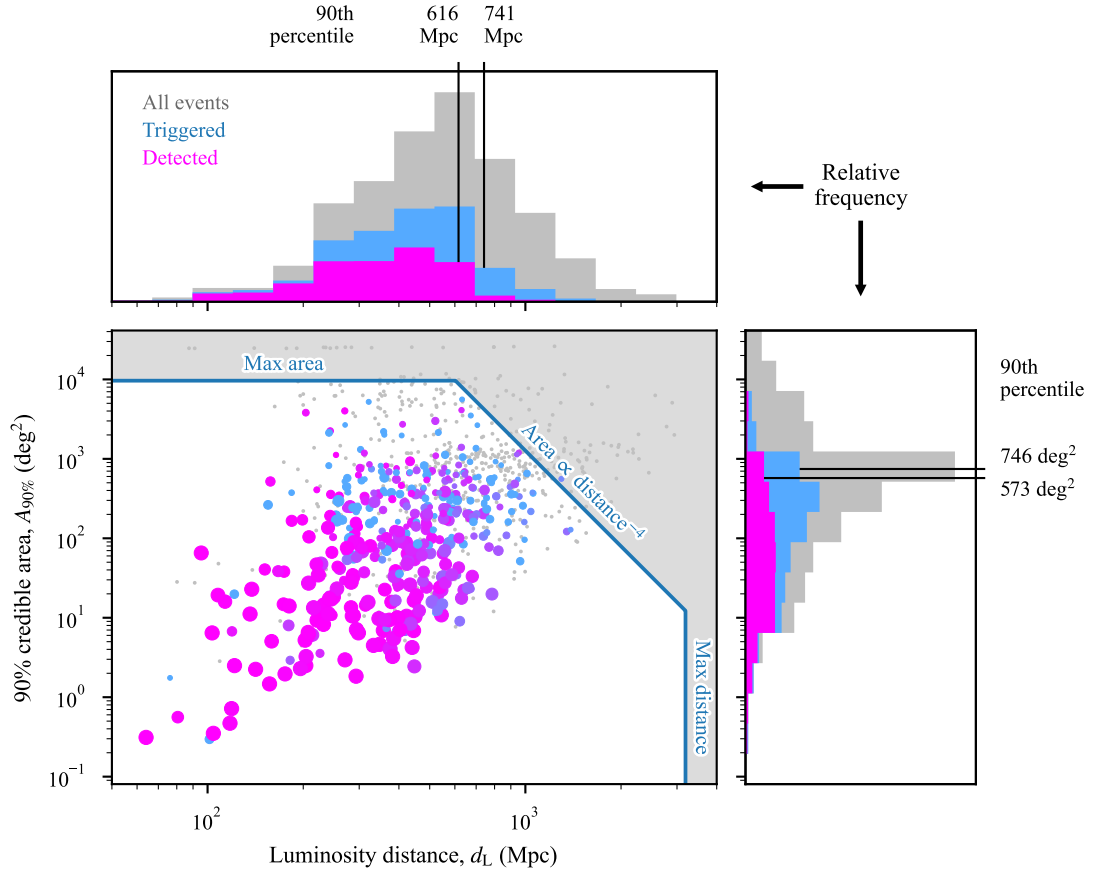 90th
percentile
616
Mpc
741
Mpc
All events
Triggered
Detected
Relative
frequency
Max area
Area ∝
distance⁻⁴
Max distance
10⁴
10³
10²
10¹
10⁰
10⁻¹
90% credible area, A₉₀% (deg²)
10²
10³
Luminosity distance, d_L (Mpc)
90th
percentile
746 deg²
573 deg²